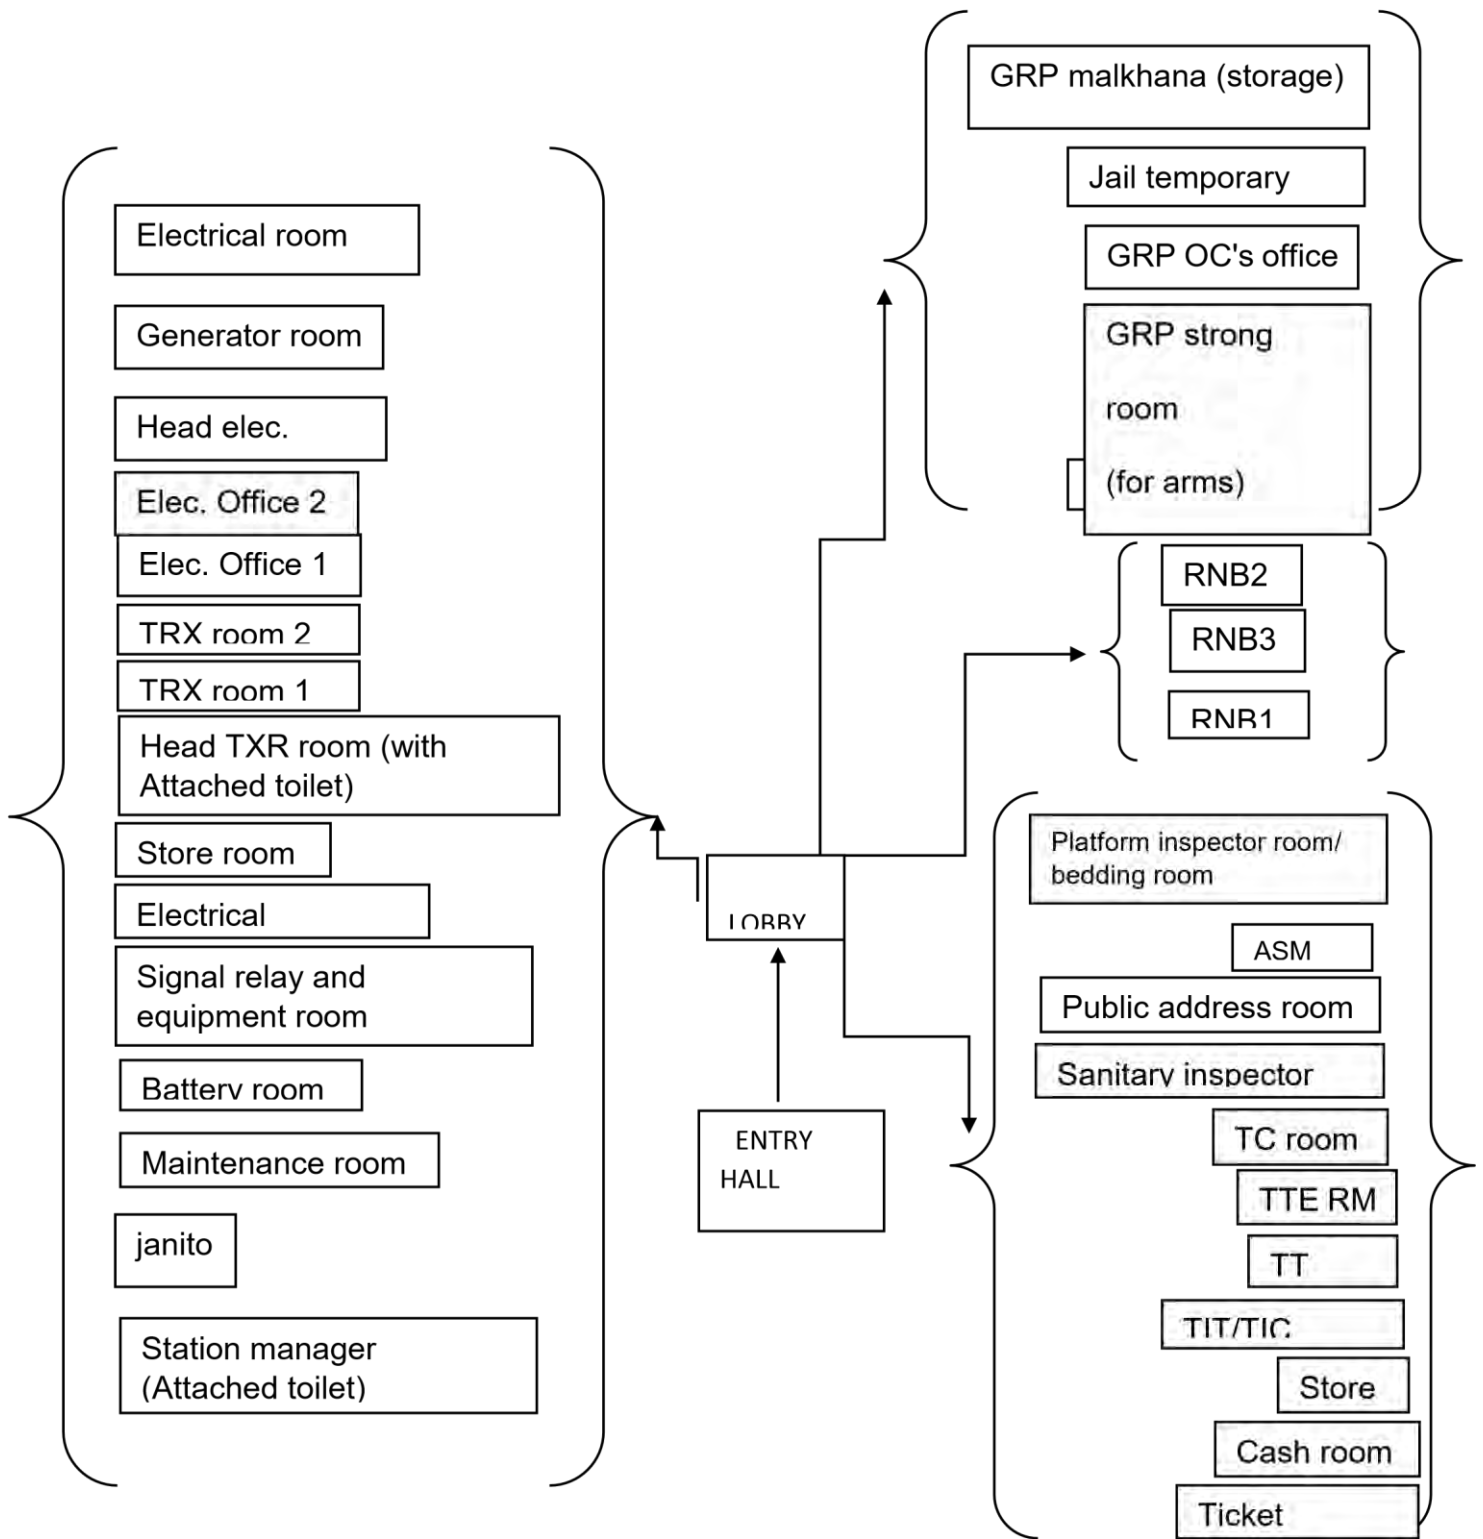 Electrical room
Generator room
Head elec.
Elec. Office 2
Elec. Office 1
TRX room 2
TRX room 1
Head TXR room (with
Attached toilet)
Store room
Electrical
Signal relay and
equipment room
Battery room
Maintenance room
janito
Station manager
(Attached toilet)
LOBBY
ENTRY
HALL
GRP malkhana (storage)
Jail temporary
GRP OC's office
GRP strong
room
(for arms)
RNB2
RNB3
RNB1
Platform inspector room/
bedding room
ASM
Public address room
Sanitary inspector
TC room
TTE RM
TT
TIT/TIC
Store
Cash room
Ticket